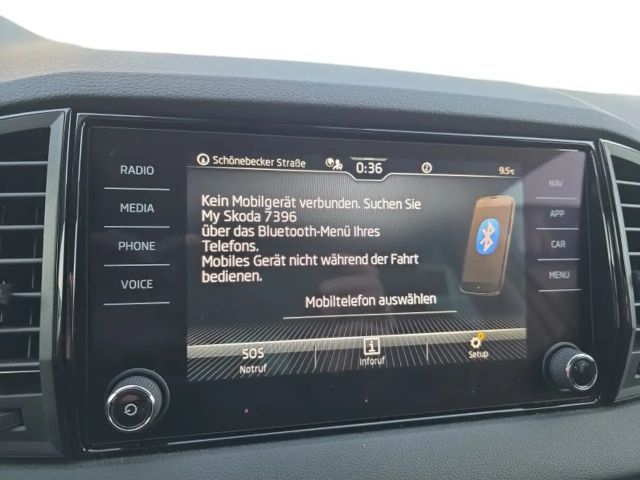 RADIO
MEDIA
PHONE
VOICE
Schönebecker Straße 0:36 2 9.5°C
Kein Mobilgerät verbunden. Suchen Sie
My Skoda 7396
über das Bluetooth-Menü Ihres
Telefons.
Mobiles Gerät nicht während der Fahrt
bedienen.
Mobiltelefon auswählen
SOS
Notruf
Inforuf
Setup
NAV
APP
CAR
MENU